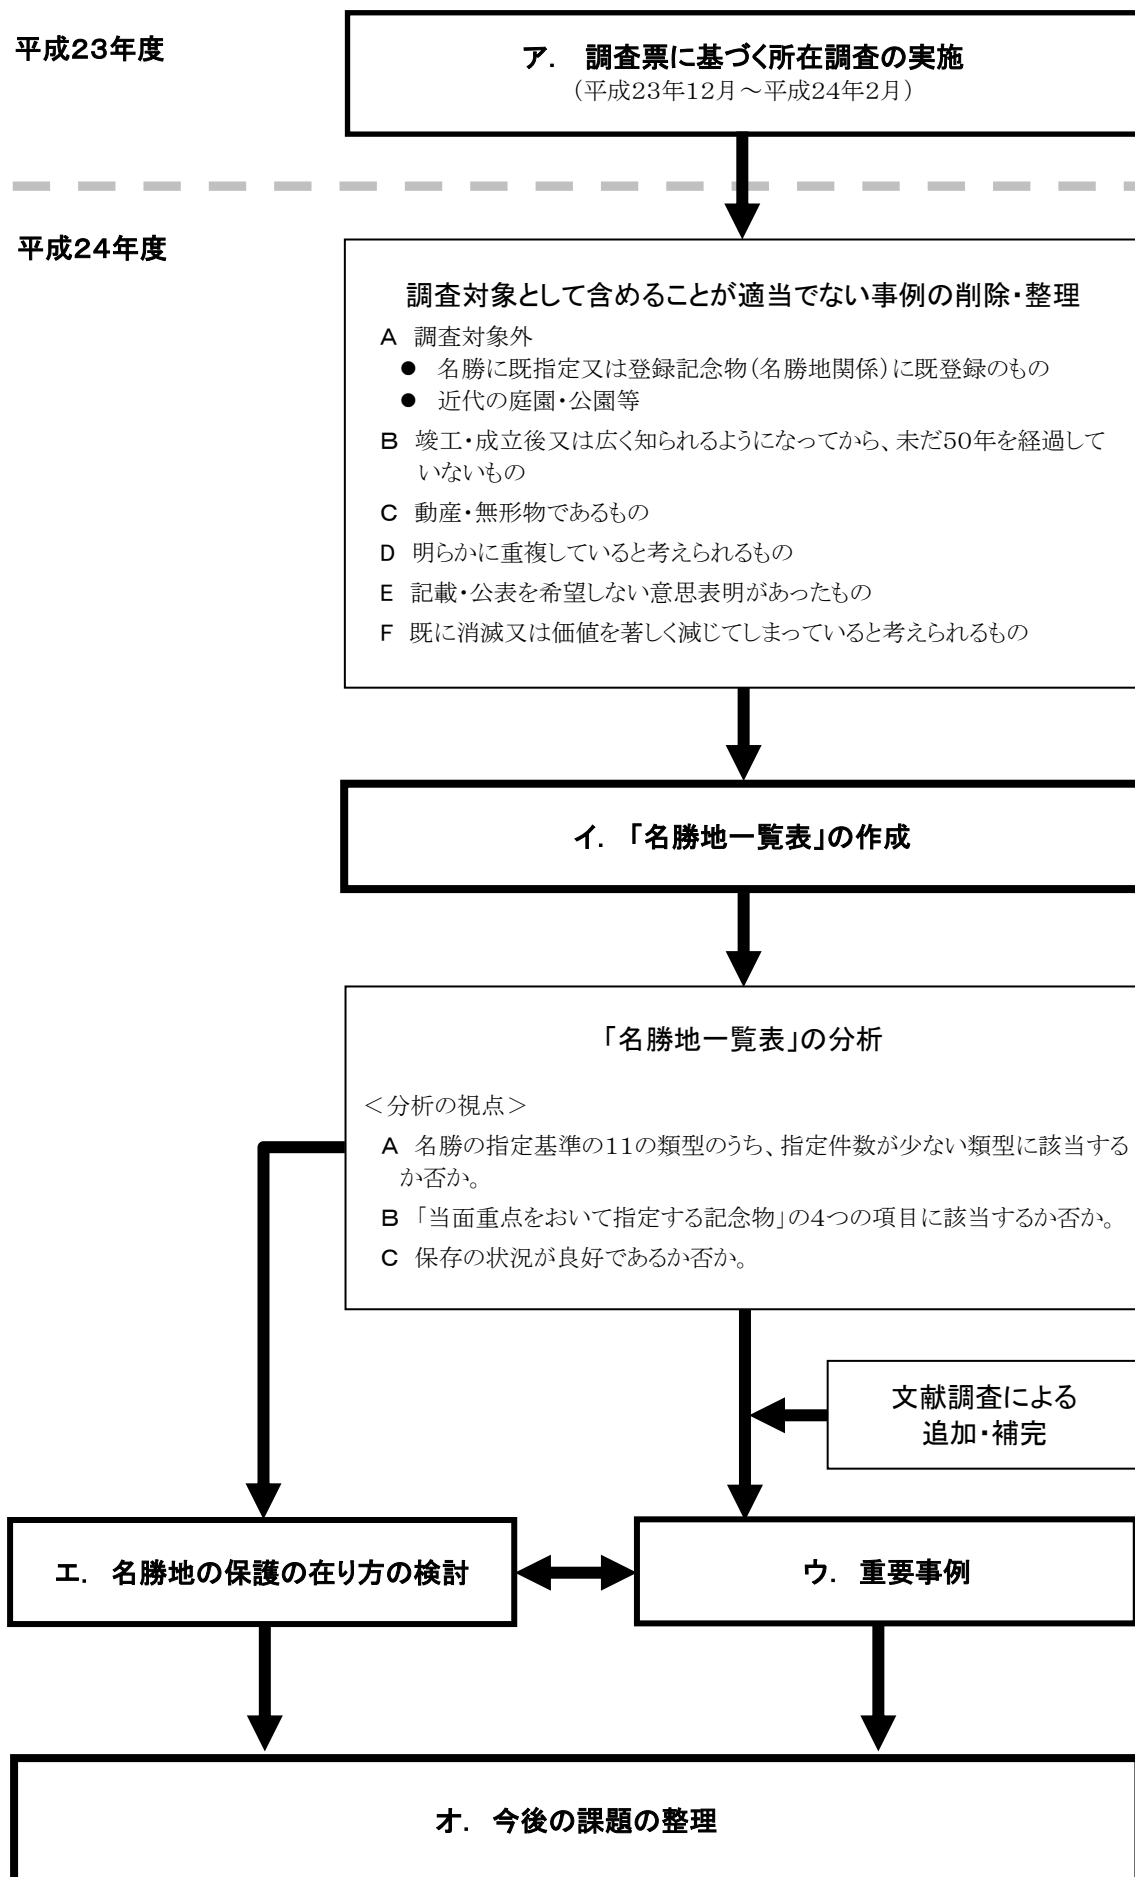 平成23年度
ア． 調査票に基づく所在調査の実施
（平成23年12月～平成24年2月）
平成24年度
調査対象として含めることが適当でない事例の削除・整理
A 調査対象外
● 名勝に既指定又は登録記念物（名勝地関係）に既登録のもの
● 近代の庭園・公園等
B 竣工・成立後又は広く知られるようになってから、未だ50年を経過して
いないもの
C 動産・無形物であるもの
D 明らかに重複していると考えられるもの
E 記載・公表を希望しない意思表明があったもの
F 既に消滅又は価値を著しく減じてしまっていると考えられるもの
イ． 「名勝地一覧表」の作成
「名勝地一覧表」の分析
＜分析の視点＞
A 名勝の指定基準の11の類型のうち、指定件数が少ない類型に該当する
か否か。
B 「当面重点をおいて指定する記念物」の4つの項目に該当するか否か。
C 保存の状況が良好であるか否か。
文献調査による
追加・補完
エ． 名勝地の保護の在り方の検討
ウ． 重要事例
オ． 今後の課題の整理